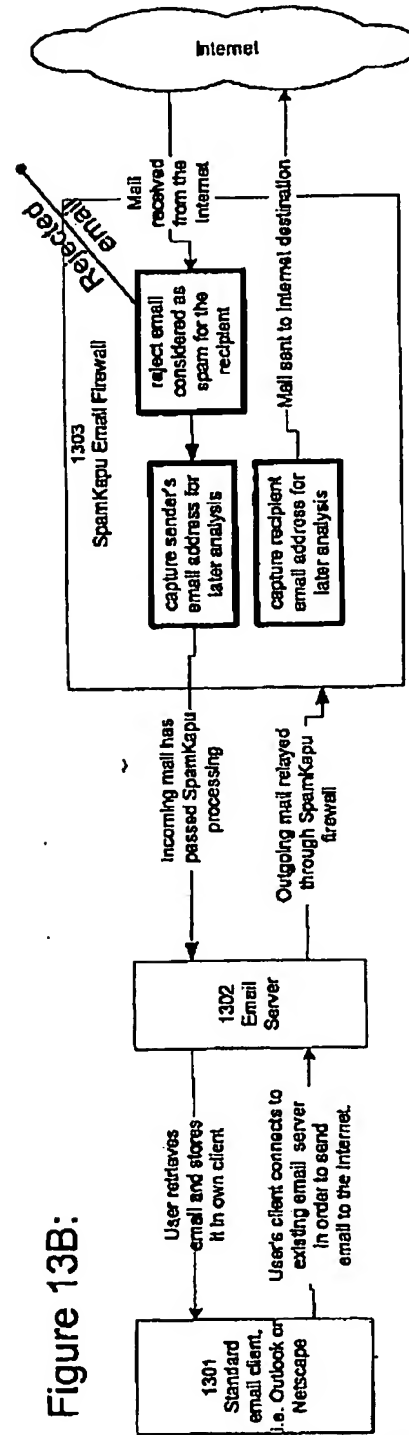 Figure 13B:
1301
Standard
email client,
i.e. Outlook or
Netscape
User retrieves
email and stores
it in own client
User's client connects to
existing email server
in order to send
email to the Internet.
1302
Email
Server
Incoming mail has
passed SpamKapu
processing
Outgoing mail relayed
through SpamKapu
firewall
1303
SpamKapu Email Firewall
capture sender's
email address for
later analysis
reject email
considered as
spam for the
recipient
capture recipient
email address for
later analysis
Rejected
email
Mail
received
from the
Internet
Mail sent to Internet destination
Internet